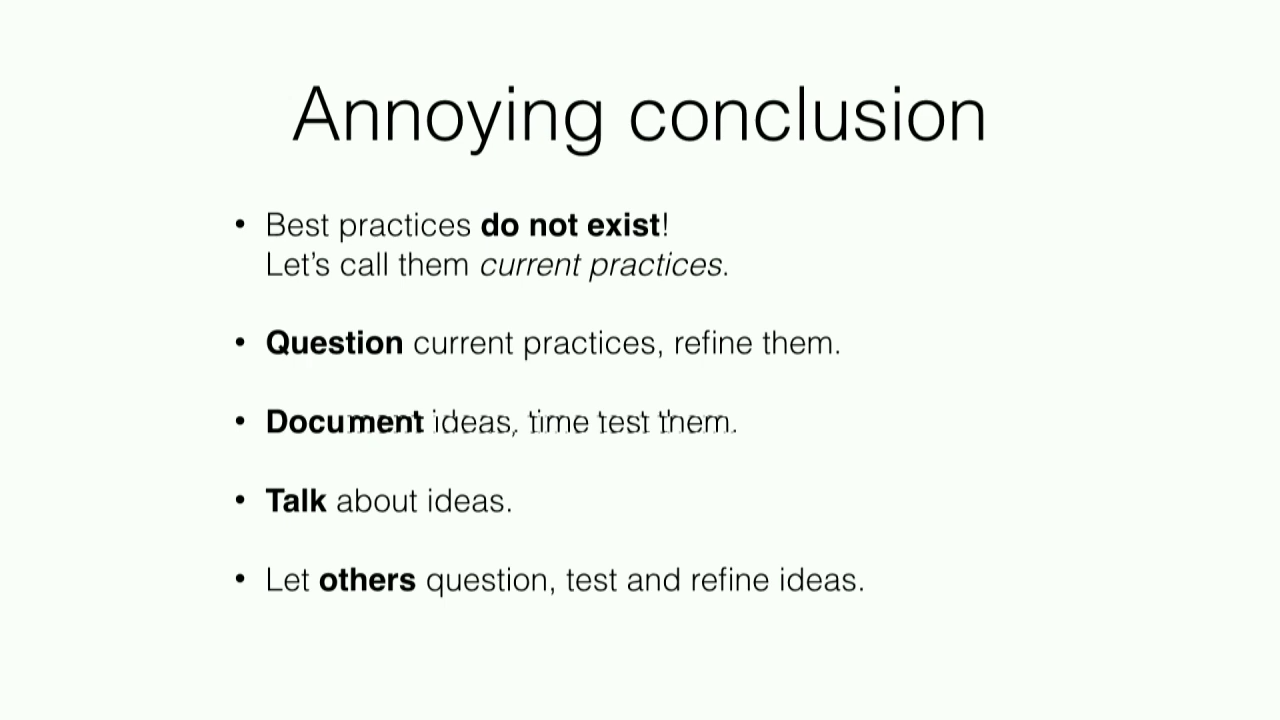 Annoying conclusion
• Best practices do not exist!
Let's call them current practices.
• Question current practices, refine them.
• Document ideas, time test them.
• Talk about ideas.
• Let others question, test and refine ideas.